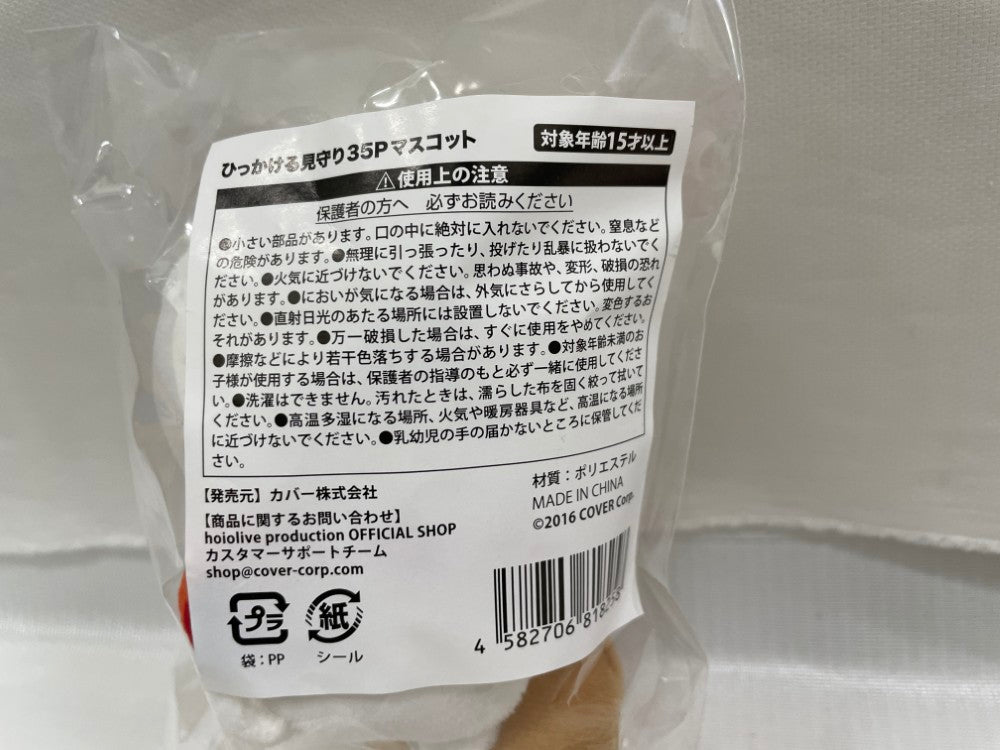 ひっかける見守り35Pマスコット
対象年齢15才以上
⚠使用上の注意
保護者の方へ 必ずお読みください
●小さい部品があります。口の中に絶対に入れないでください。窒息など
の危険があります。●無理に引っ張ったり、投げたり乱暴に扱わないでく
ださい。●火気に近づけないでください。思わぬ事故や、変形、破損の恐れ
があります。●においが気になる場合は、外気にさらしてから使用してく
ださい。●直射日光のあたる場所には設置しないでください。変色するお
それがあります。●万一破損した場合は、すぐに使用をやめてください。
●摩擦などにより若干色落ちする場合があります。●対象年齢未満のお
子様が使用する場合は、保護者の指導のもと必ず一緒に使用してくださ
い。●洗濯はできません。汚れたときは、濡らした布を固く絞って拭いて
ください。●高温多湿になる場所、火気や暖房器具など、高温になる場所
に近づけないでください。●乳幼児の手の届かないところに保管してくだ
さい。
【発売元】カバー株式会社
【商品に関するお問い合わせ】
hololive production OFFICIAL SHOP
カスタマーサポートチーム
shop@cover-corp.com
材質：ポリエステル
MADE IN CHINA
©2016 COVER Corp.
プラ
袋：PP
紙
シール
4 582706